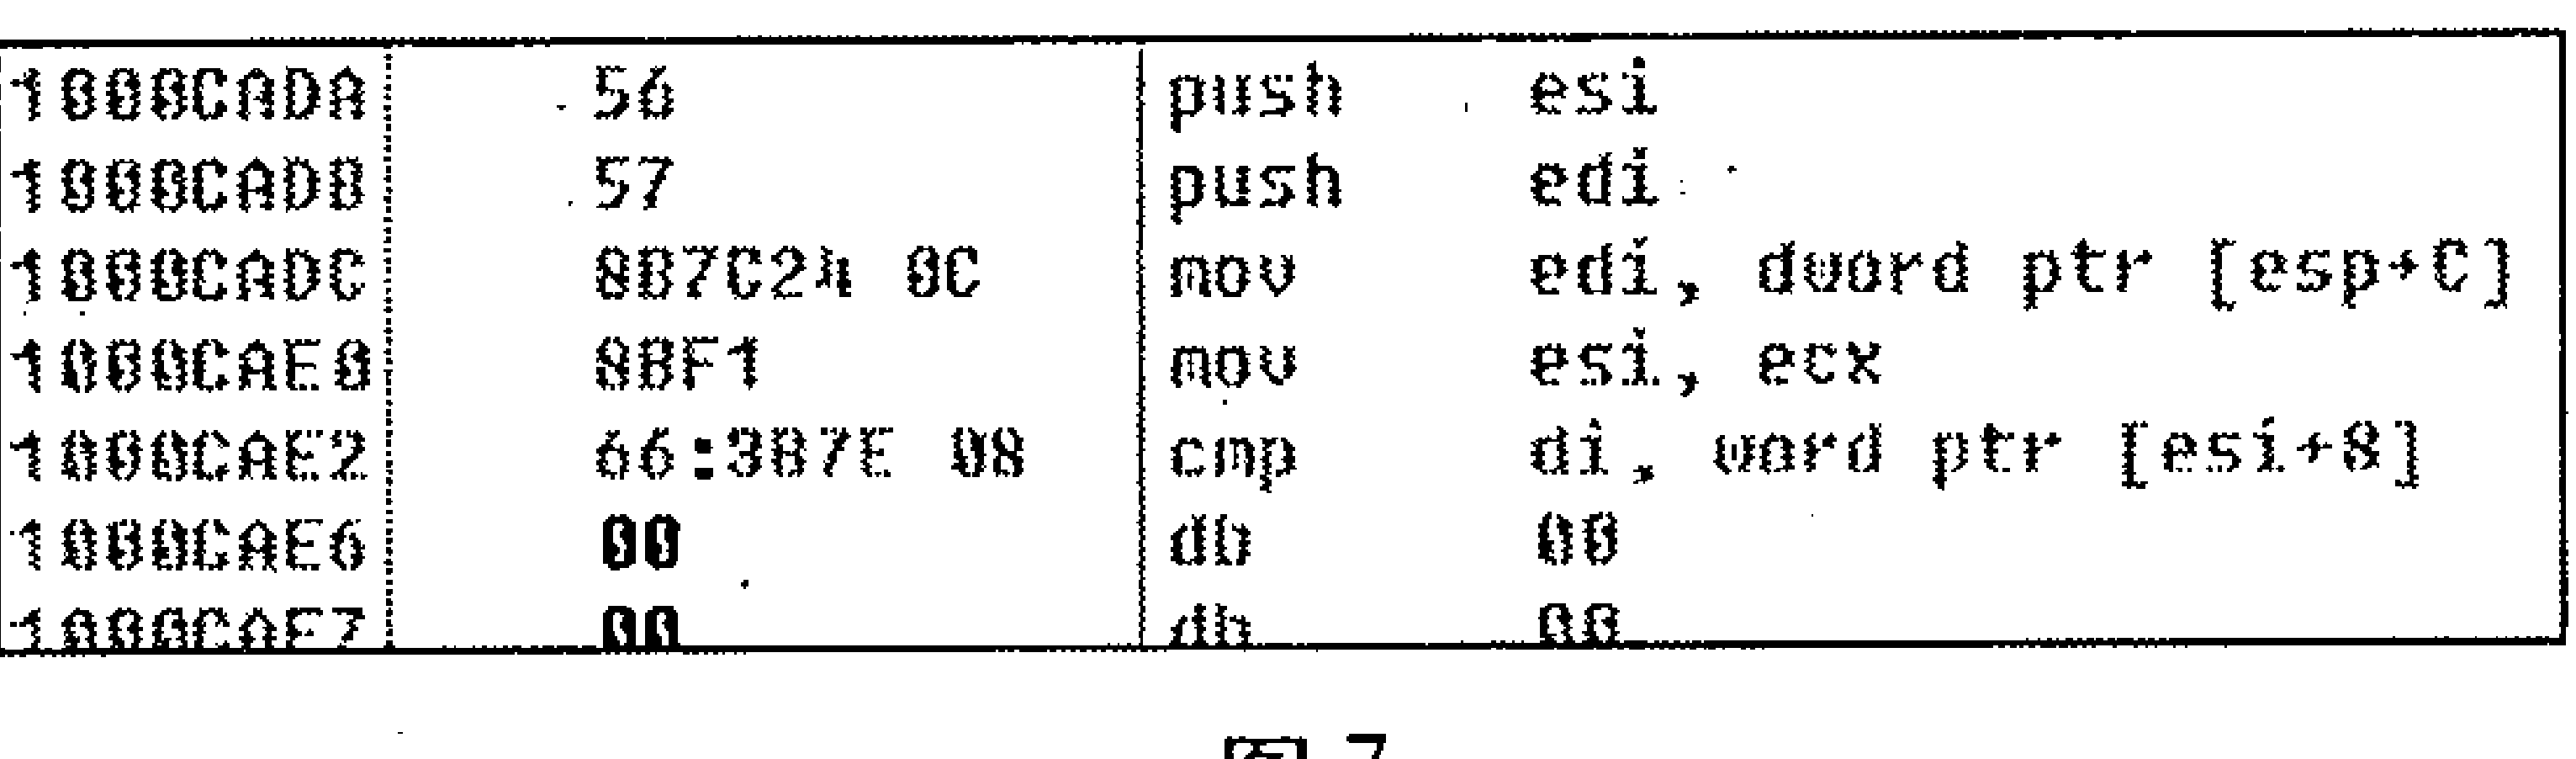 1000CADA 56 push esi
1000CADB 57 push edi
1000CADC 8B7C24 0C mov edi, dword ptr [esp+C]
1000CAE0 8BF1 mov esi, ecx
1000CAE2 66:3B7E 08 cmp di, word ptr [esi+8]
1000CAE6 00 db 00
1000CAE7 00 db 00
图 7